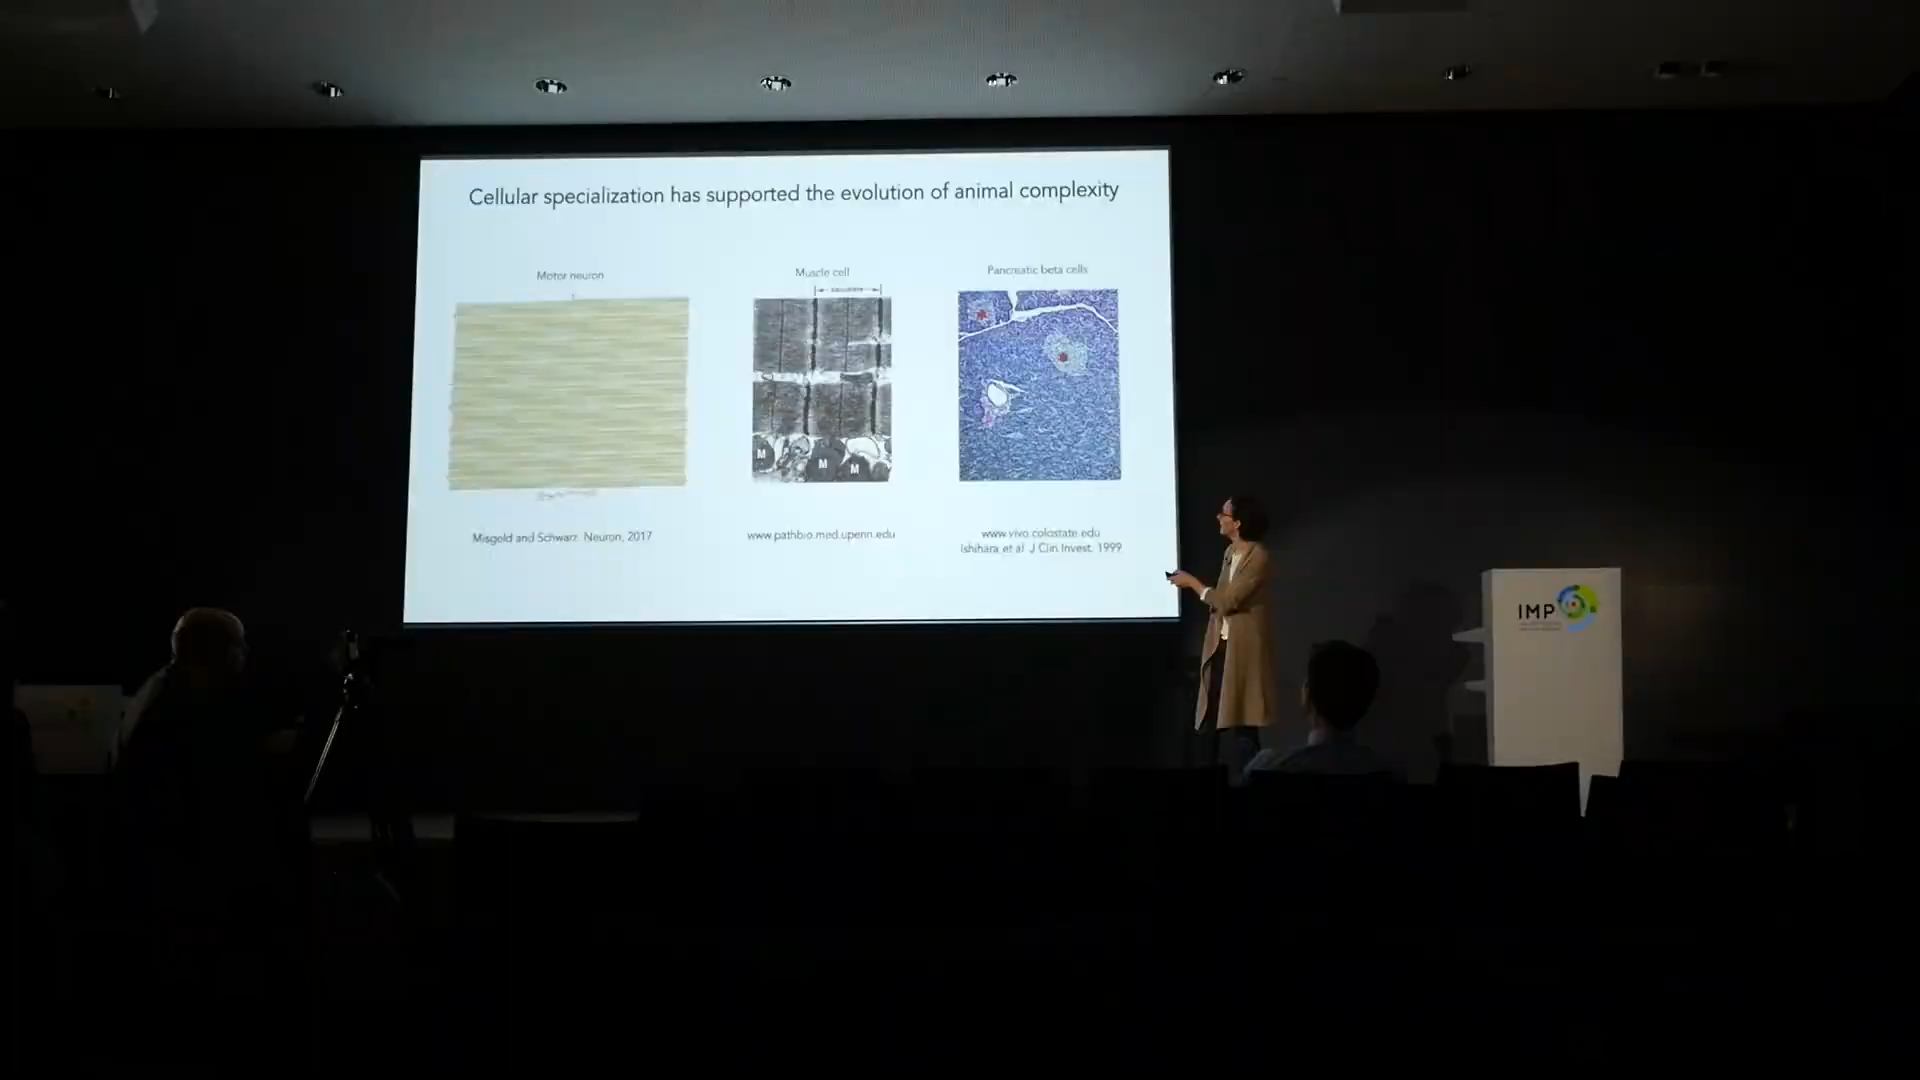 Cellular specialization has supported the evolution of animal complexity
Motor neuron
Muscle cell
Pancreatic beta cells
M
M
M
Misgeld and Schwarz. Neuron, 2017
www.pathbio.med.upenn.edu
www.vivo.colostate.edu
Ishihara et al J Clin Invest. 1999
IMP